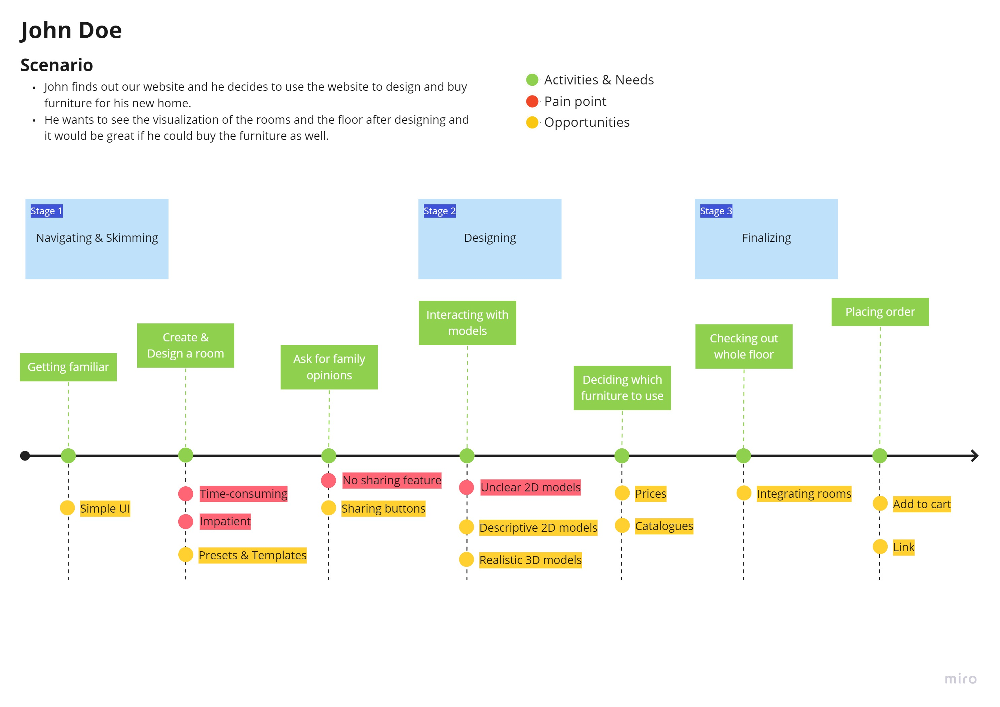 John Doe
Scenario
• John finds out our website and he decides to use the website to design and buy
furniture for his new home.
• He wants to see the visualization of the rooms and the floor after designing and
it would be great if he could buy the furniture as well.
- Activities & Needs
- Pain point
- Opportunities
Stage 1
Navigating & Skimming
Stage 2
Designing
Stage 3
Finalizing
Getting familiar
Create &
Design a room
Ask for family
opinions
Interacting with
models
Deciding which
furniture to use
Checking out
whole floor
Placing order
Simple UI
Time-consuming
Impatient
Presets & Templates
No sharing feature
Sharing buttons
Unclear 2D models
Descriptive 2D models
Realistic 3D models
Prices
Catalogues
Integrating rooms
Add to cart
Link
miro